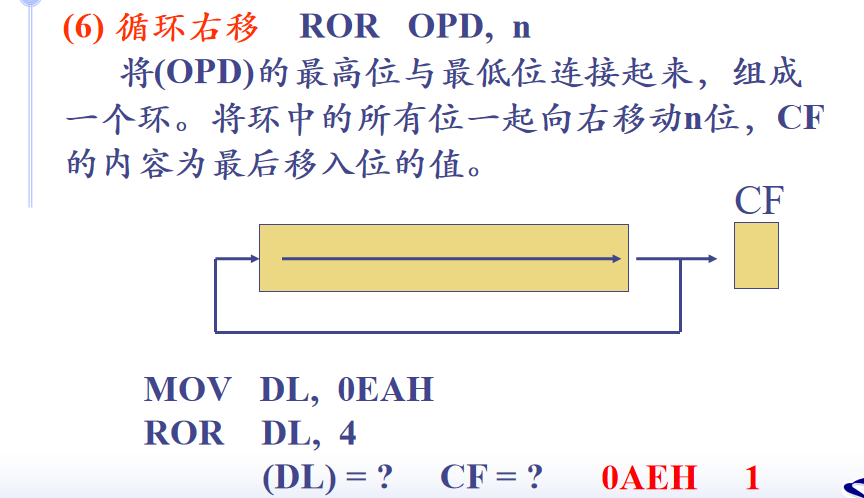 (6) 循环右移 ROR OPD, n
将(OPD)的最高位与最低位连接起来，组成
一个环。将环中的所有位一起向右移动n位，CF
的内容为最后移入位的值。
CF
MOV DL, 0EAH
ROR DL, 4
(DL) = ? CF = ? 0AEH 1